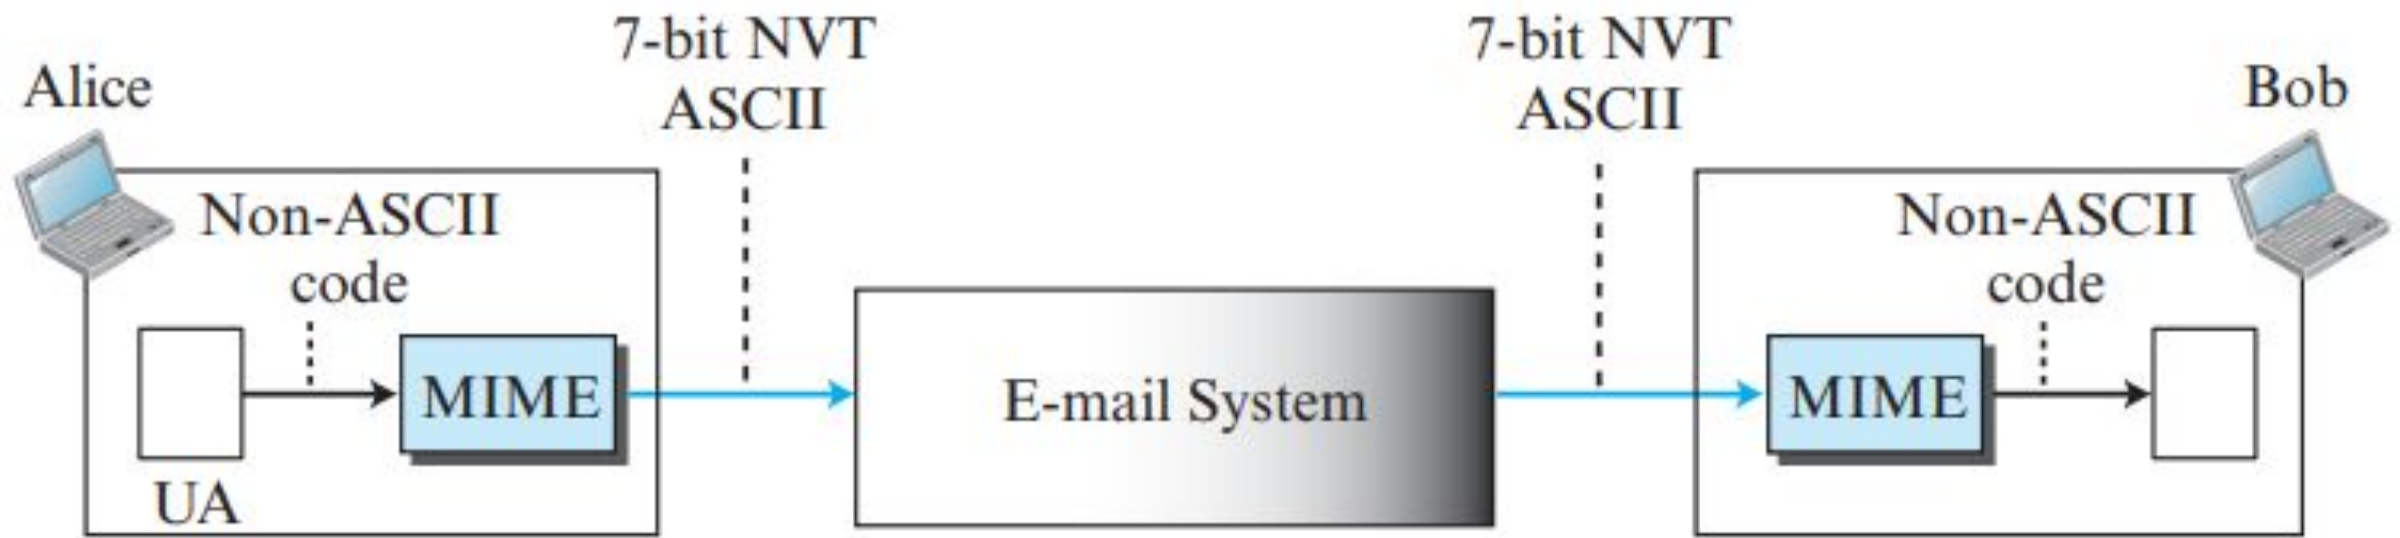 Alice
7-bit NVT
ASCII
7-bit NVT
ASCII
Bob
Non-ASCII
code
MIME
UA
E-mail System
Non-ASCII
code
MIME